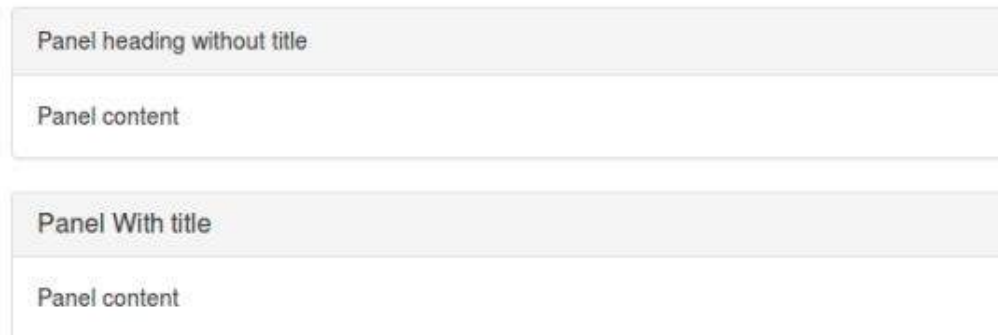 Panel heading without title
Panel content
Panel With title
Panel content